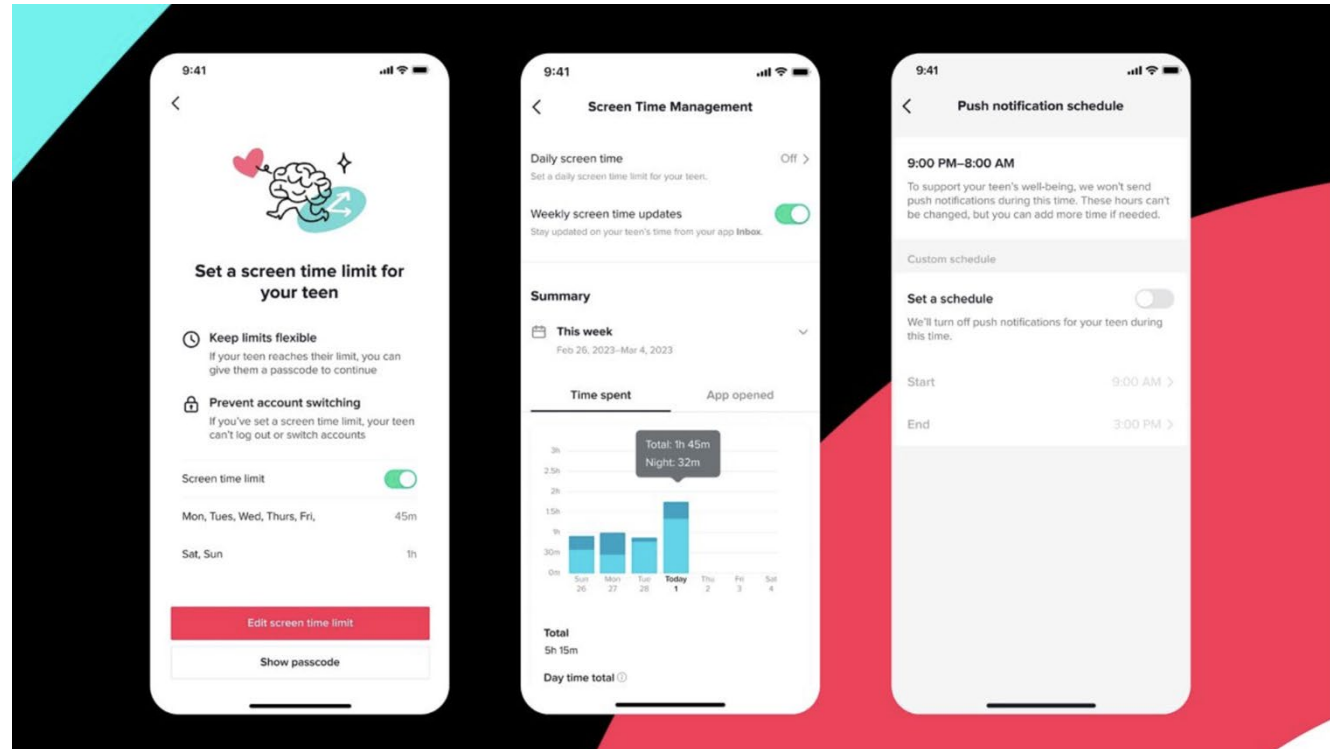 9:41
Set a screen time limit for
your teen
Keep limits flexible
If your teen reaches their limit, you can
give them a passcode to continue
Prevent account switching
If you've set a screen time limit, your teen
can't log out or switch accounts
Screen time limit
Mon, Tues, Wed, Thurs, Fri, 45m
Sat, Sun 1h
Edit screen time limit
Show passcode
9:41
Screen Time Management
Daily screen time Off
Set a daily screen time limit for your teen.
Weekly screen time updates
Stay updated on your teen's time from your app Inbox.
Summary
This week
Feb 26, 2023–Mar 4, 2023
Time spent App opened
Total: 1h 45m
Night: 32m
3h
2.5h
2h
1.5h
1h
30m
0m
Sun Mon Tue Today Thu Fri Sat
26 27 28 1 2 3 4
Total
5h 15m
Day time total
9:41
Push notification schedule
9:00 PM–8:00 AM
To support your teen's well-being, we won't send
push notifications during this time. These hours can't
be changed, but you can add more time if needed.
Custom schedule
Set a schedule
We'll turn off push notifications for your teen during
this time.
Start 9:00 AM
End 3:00 PM